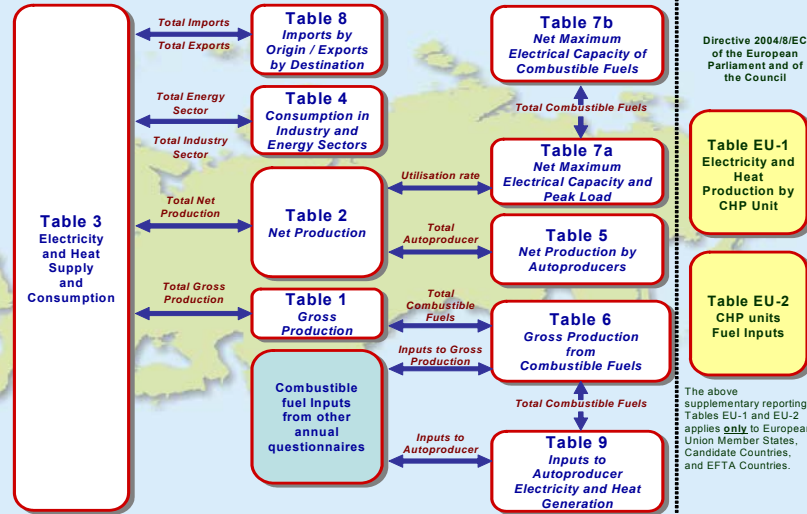 Table 3
Electricity
and Heat
Supply
and
Consumption
Total Imports
Total Exports
Table 8
Imports by
Origin / Exports
by Destination
Total Energy
Sector
Total Industry
Sector
Table 4
Consumption in
Industry and
Energy Sectors
Total Net
Production
Table 2
Net Production
Total Gross
Production
Table 1
Gross
Production
Combustible
fuel Inputs
from other
annual
questionnaires
Table 7b
Net Maximum
Electrical Capacity of
Combustible Fuels
Total Combustible Fuels
Utilisation rate
Table 7a
Net Maximum
Electrical Capacity and
Peak Load
Total
Autoproducer
Table 5
Net Production by
Autoproducers
Total
Combustible
Fuels
Inputs to Gross
Production
Table 6
Gross Production
from
Combustible Fuels
Total Combustible Fuels
Inputs to
Autoproducer
Table 9
Inputs to
Autoproducer
Electricity and Heat
Generation
Directive 2004/8/EC
of the European
Parliament and of
the Council
Table EU-1
Electricity and
Heat
Production by
CHP Unit
Table EU-2
CHP units
Fuel Inputs
The above
supplementary reporting
Tables EU-1 and EU-2
applies only to European
Union Member States,
Candidate Countries,
and EFTA Countries.